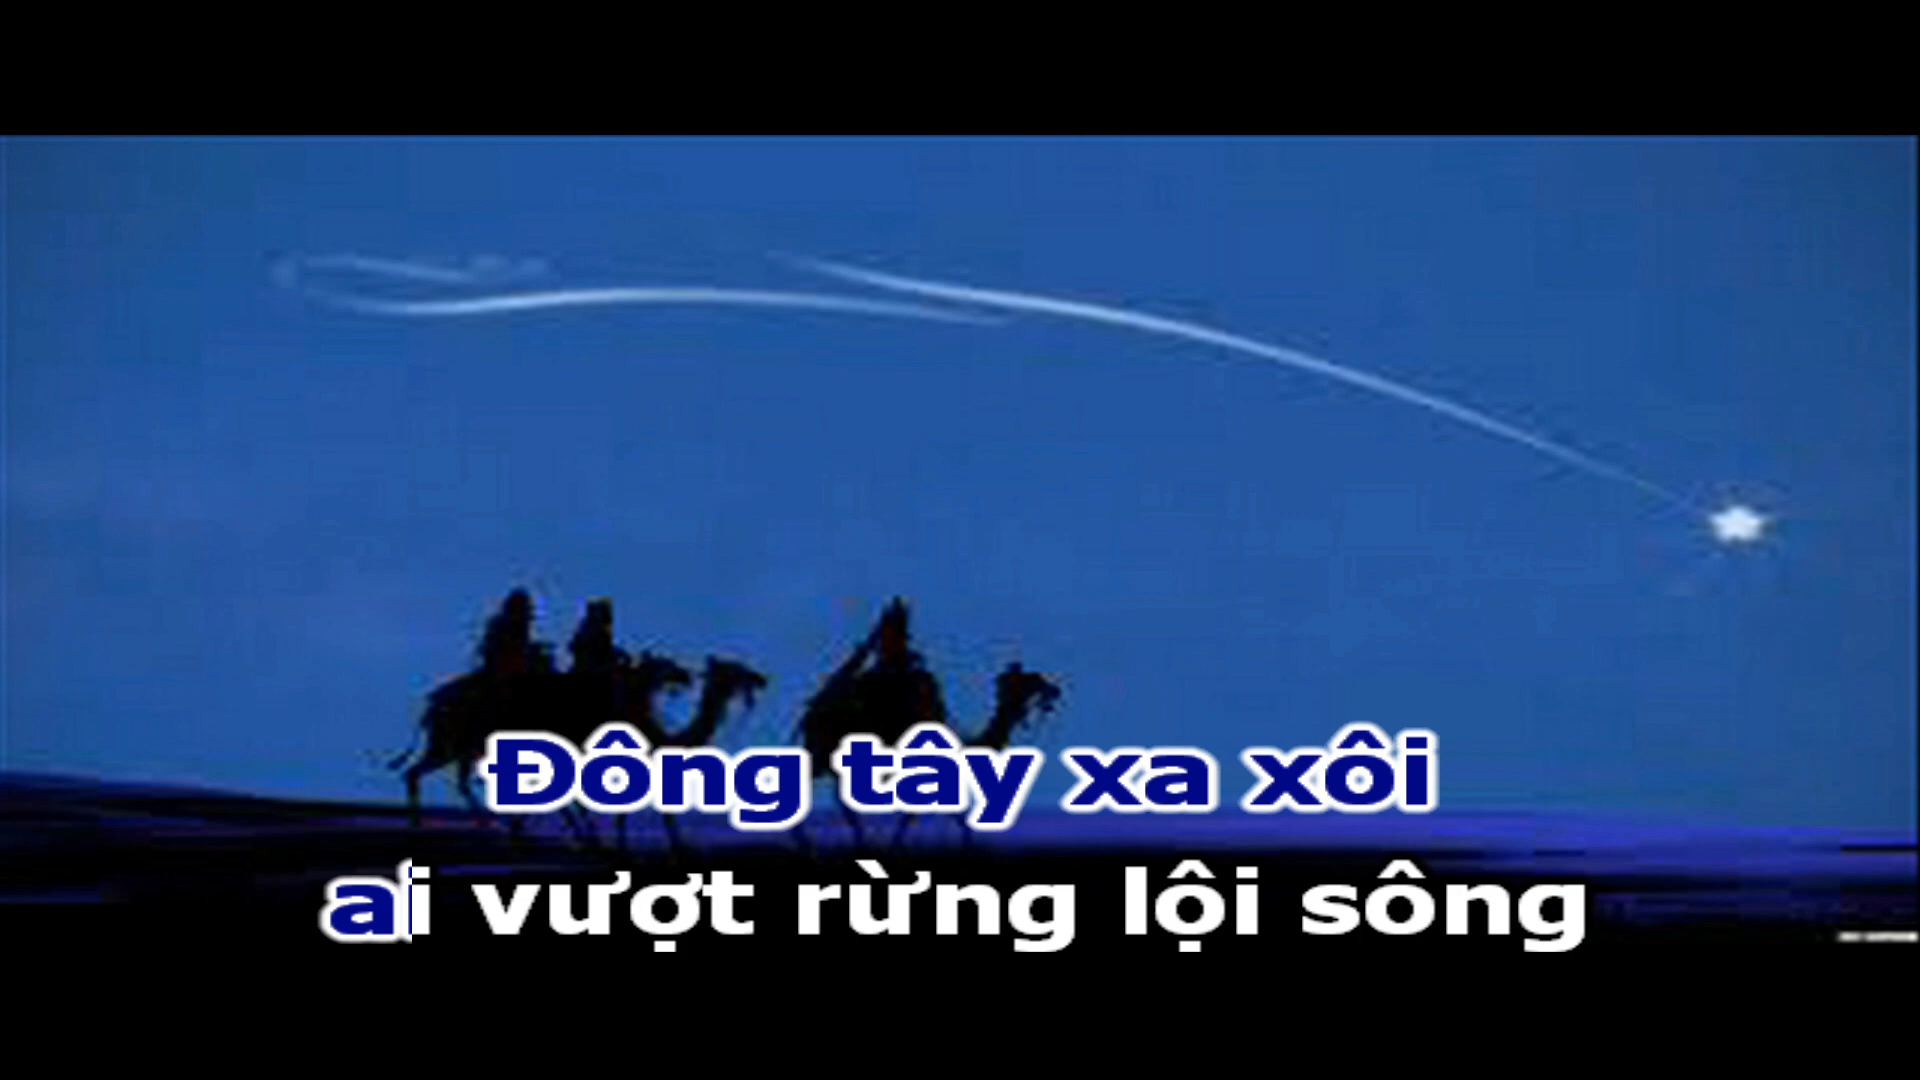 Đông tây xa xôi
ai vượt rừng lội sông